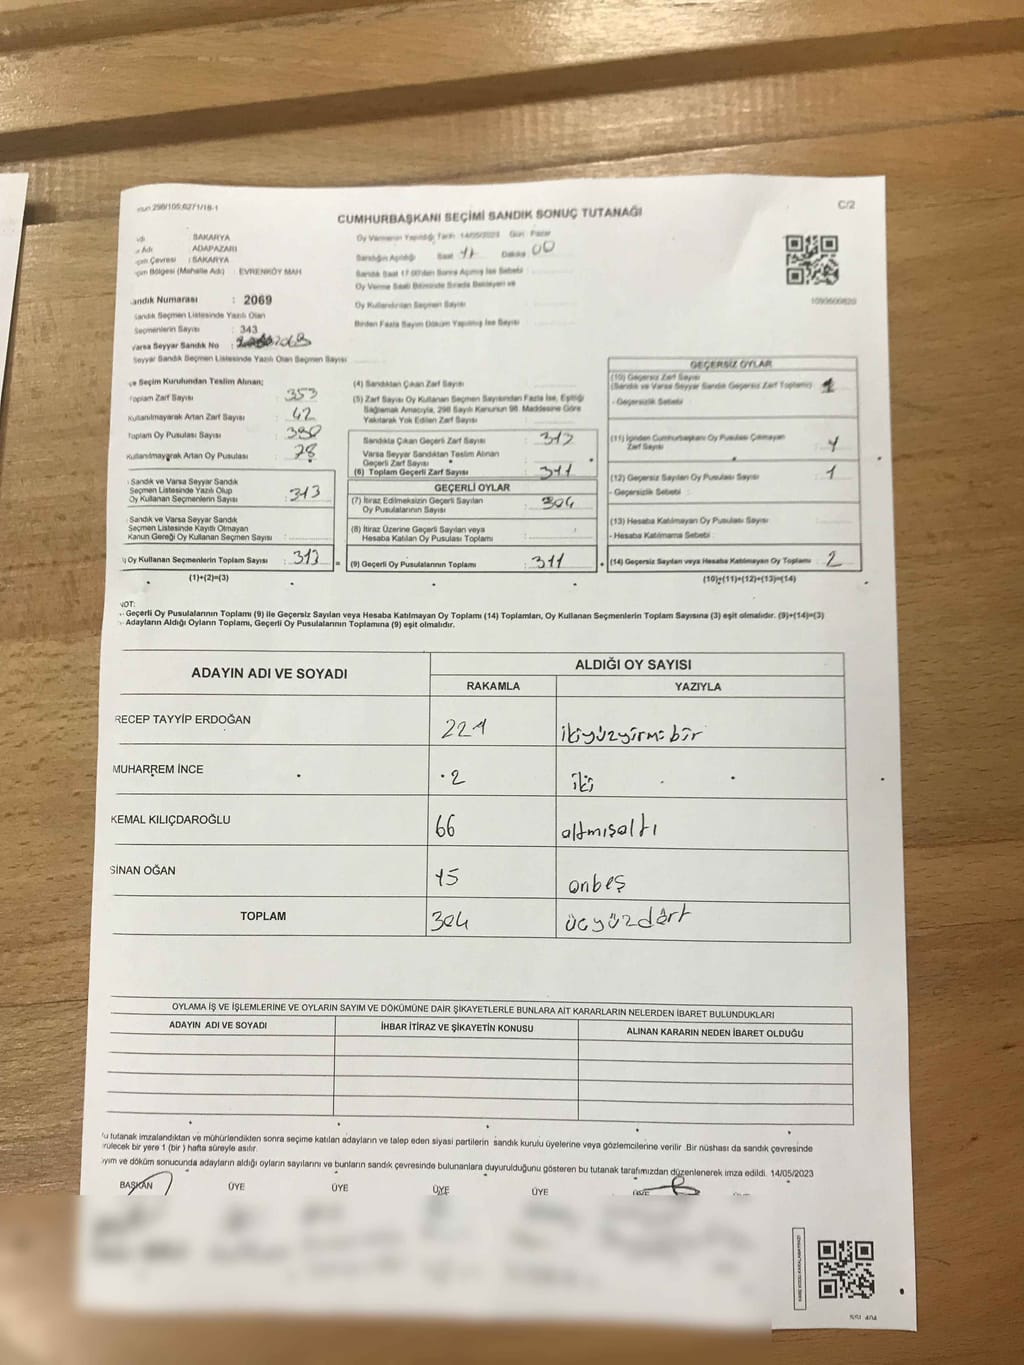 298/105;6271/18-1
C/2
CUMHURBAŞKANI SEÇİMİ SANDIK SONUÇ TUTANAĞI
: SAKARYA
Adı : ADAPAZARI
Çevresi : SAKARYA
Bölgesi (Mahalle Adı) : EVRENKÖY MAH
Oy Vermenin Yapıldığı Tarih 14/05/2023 Gün Pazar
Sandığın Açıldığı Saat 17 Dakika 00
Sandık Saat 17.00'den Sonra Açılmış İse Sebebi
Oy Verme Saati Bitiminde Sırada Bekleyen ve
Oy Kullandırılan Seçmen Sayısı
Birden Fazla Sayım Döküm Yapılmış İse Sayısı
Sandık Numarası : 2069
Sandık Seçmen Listesinde Yazılı Olan
Seçmenlerin Sayısı : 343
Varsa Seyyar Sandık No : 2068
Seyyar Sandık Seçmen Listesinde Yazılı Olan Seçmen Sayısı
İlçe Seçim Kurulundan Teslim Alınan;
Toplam Zarf Sayısı : 353
Kullanılmayarak Artan Zarf Sayısı : 42
Toplam Oy Pusulası Sayısı :
Kullanılmayarak Artan Oy Pusulası : 78
Sandık ve Varsa Seyyar Sandık
Seçmen Listesinde Yazılı Olup
Oy Kullanan Seçmenlerin Sayısı : 313
Sandık ve Varsa Seyyar Sandık
Seçmen Listesinde Kayıtlı Olmayan
Kanun Gereği Oy Kullanan Seçmen Sayısı :
Oy Kullanan Seçmenlerin Toplam Sayısı : 313 =
(1)+(2)=(3)
(4) Sandıktan Çıkan Zarf Sayısı :
(5) Zarf Sayısı Oy Kullanan Seçmen Sayısından Fazla İse, Eşitliği
Sağlamak Amacıyla, 298 Sayılı Kanunun 98. Maddesine Göre
Yakılarak Yok Edilen Zarf Sayısı :
Sandıkta Çıkan Geçerli Zarf Sayısı : 312
Varsa Seyyar Sandıktan Teslim Alınan
Geçerli Zarf Sayısı :
(6) Toplam Geçerli Zarf Sayısı : 311
GEÇERLİ OYLAR
(7) İtiraz Edilmeksizin Geçerli Sayılan
Oy Pusulalarının Sayısı : 304
(8) İtiraz Üzerine Geçerli Sayılan veya
Hesaba Katılan Oy Pusulası Toplamı :
(9) Geçerli Oy Pusulalarının Toplamı : 311 +
1090600820
GEÇERSİZ OYLAR
(10) Geçersiz Zarf Sayısı
(Sandık ve Varsa Seyyar Sandık Geçersiz Zarf Toplamı) : 1
- Geçersizlik Sebebi :
(11) İçinden Cumhurbaşkanı Oy Pusulası Çıkmayan
Zarf Sayısı : 1
(12) Geçersiz Sayılan Oy Pusulası Sayısı : 1
- Geçersizlik Sebebi :
(13) Hesaba Katılmayan Oy Pusulası Sayısı :
- Hesaba Katılmama Sebebi :
(14) Geçersiz Sayılan veya Hesaba Katılmayan Oy Toplamı : 2
(10)+(11)+(12)+(13)=(14)
NOT:
- Geçerli Oy Pusulalarının Toplamı (9) ile Geçersiz Sayılan veya Hesaba Katılmayan Oy Toplamı (14) Toplamları, Oy Kullanan Seçmenlerin Toplam Sayısına (3) eşit olmalıdır. (9)+(14)=(3)
- Adayların Aldığı Oyların Toplamı, Geçerli Oy Pusulalarının Toplamına (9) eşit olmalıdır.
ADAYIN ADI VE SOYADI
ALDIĞI OY SAYISI
RAKAMLA YAZIYLA
RECEP TAYYİP ERDOĞAN 221 ikiyüzyirmibir
MUHARREM İNCE 2 iki
KEMAL KILIÇDAROĞLU 66 altmışaltı
SİNAN OĞAN 15 onbeş
TOPLAM 304 üçyüzdört
OYLAMA İŞ VE İŞLEMLERİNE VE OYLARIN SAYIM VE DÖKÜMÜNE DAİR ŞİKAYETLERLE BUNLARA AİT KARARLARIN NELERDEN İBARET BULUNDUKLARI
ADAYIN ADI VE SOYADI İHBAR İTİRAZ VE ŞİKAYETİN KONUSU ALINAN KARARIN NEDEN İBARET OLDUĞU
tutanak imzalandıktan ve mühürlendikten sonra seçime katılan adayların ve talep eden siyasi partilerin sandık kurulu üyelerine veya gözlemcilerine verilir. Bir nüshası da sandık çevresinde
görülecek bir yere 1 (bir) hafta süreyle asılır.
Sayım ve döküm sonucunda adayların aldığı oyların sayılarını ve bunların sandık çevresinde bulunanlara duyurulduğunu gösteren bu tutanak tarafımızdan düzenlenerek imza edildi. 14/05/2023
BAŞKAN ÜYE ÜYE ÜYE ÜYE ÜYE